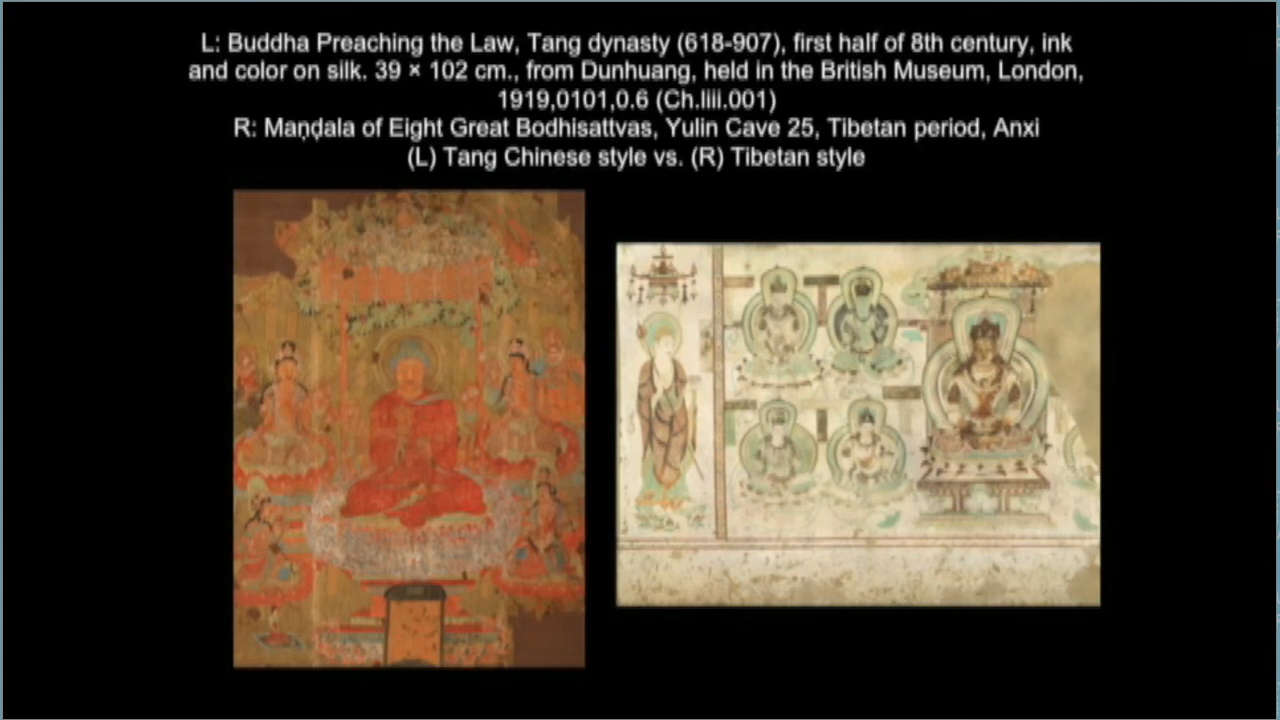 L: Buddha Preaching the Law, Tang dynasty (618-907), first half of 8th century, ink
and color on silk. 39 × 102 cm., from Dunhuang, held in the British Museum, London,
1919,0101,0.6 (Ch.liii.001)
R: Maṇḍala of Eight Great Bodhisattvas, Yulin Cave 25, Tibetan period, Anxi
(L) Tang Chinese style vs. (R) Tibetan style